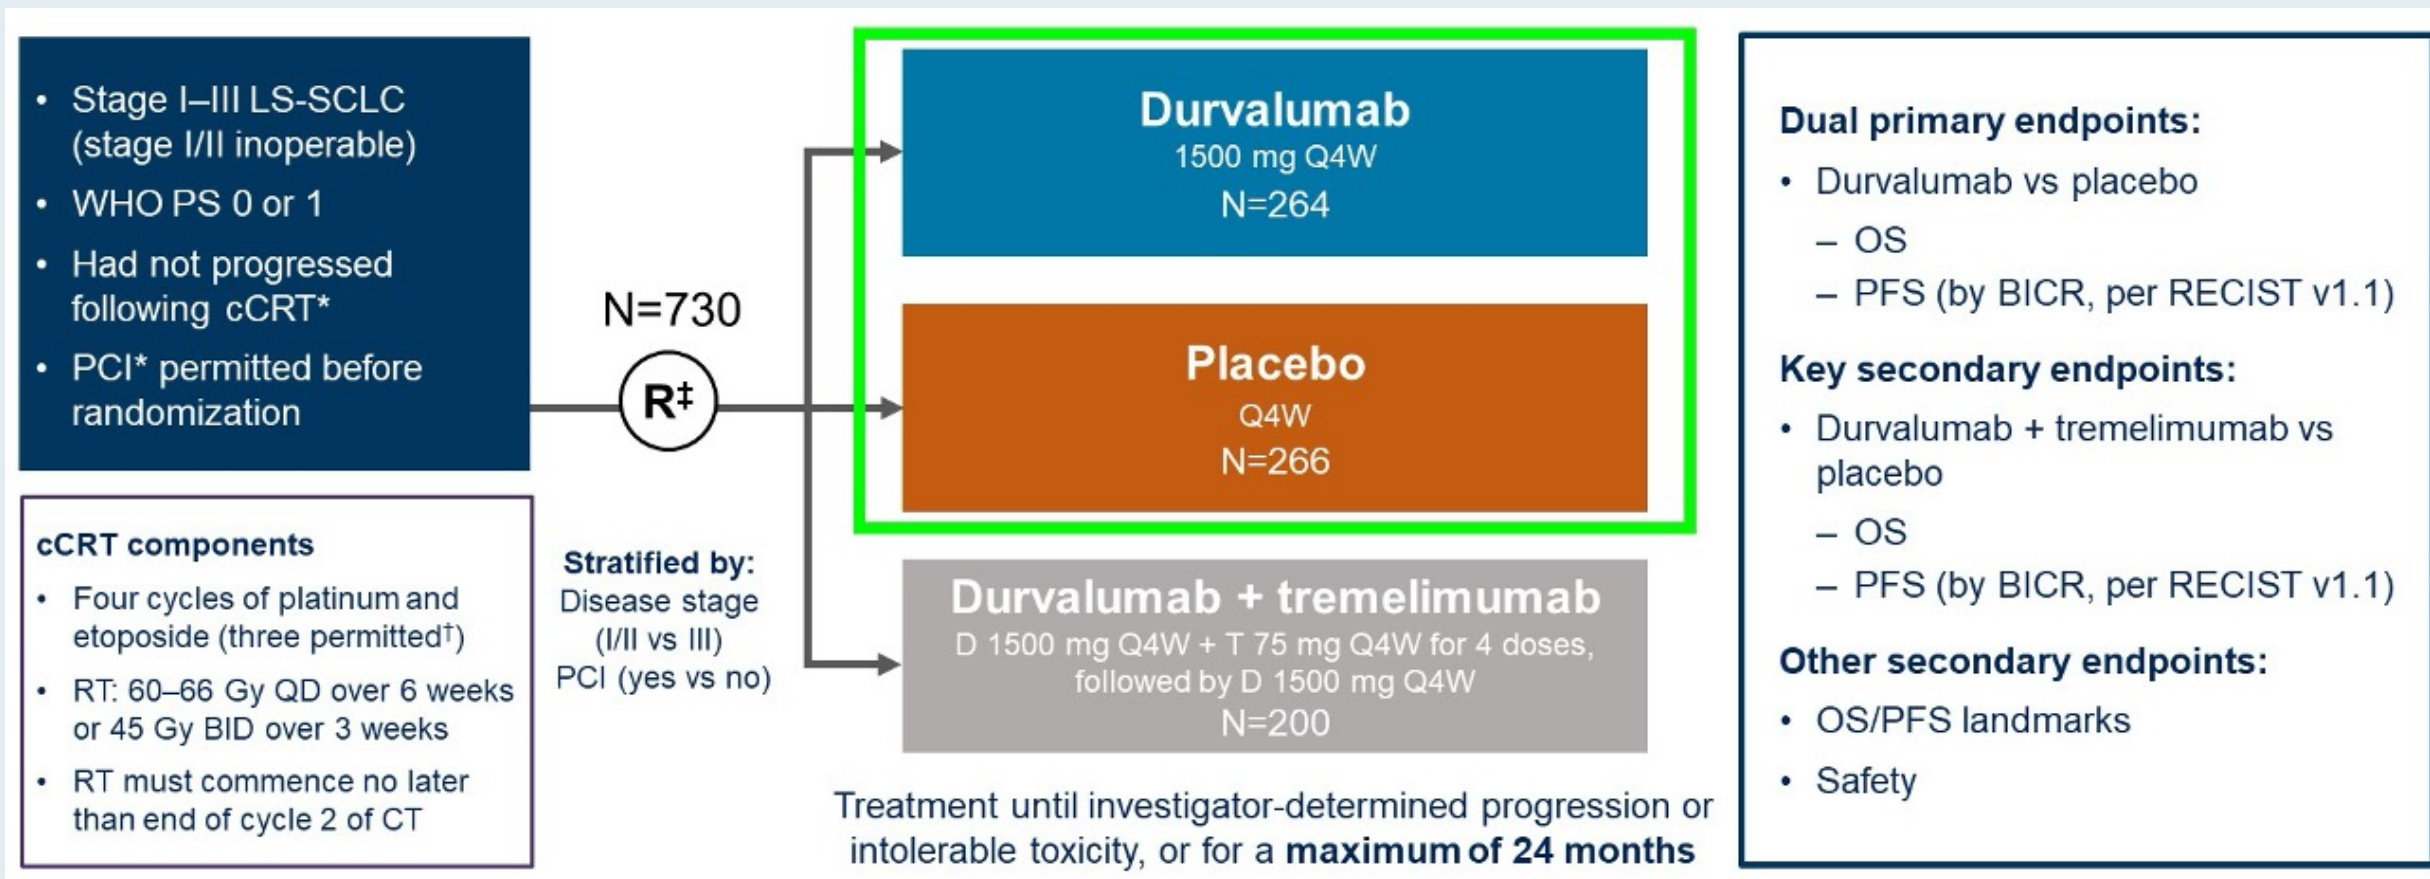 • Stage I–III LS-SCLC
(stage I/II inoperable)
• WHO PS 0 or 1
• Had not progressed
following cCRT*
• PCI* permitted before
randomization
cCRT components
• Four cycles of platinum and
etoposide (three permitted†)
• RT: 60–66 Gy QD over 6 weeks
or 45 Gy BID over 3 weeks
• RT must commence no later
than end of cycle 2 of CT
N=730
R‡
Stratified by:
Disease stage
(I/II vs III)
PCI (yes vs no)
Durvalumab
1500 mg Q4W
N=264
Placebo
Q4W
N=266
Durvalumab + tremelimumab
D 1500 mg Q4W + T 75 mg Q4W for 4 doses,
followed by D 1500 mg Q4W
N=200
Treatment until investigator-determined progression or
intolerable toxicity, or for a maximum of 24 months
Dual primary endpoints:
• Durvalumab vs placebo
– OS
– PFS (by BICR, per RECIST v1.1)
Key secondary endpoints:
• Durvalumab + tremelimumab vs
placebo
– OS
– PFS (by BICR, per RECIST v1.1)
Other secondary endpoints:
• OS/PFS landmarks
• Safety